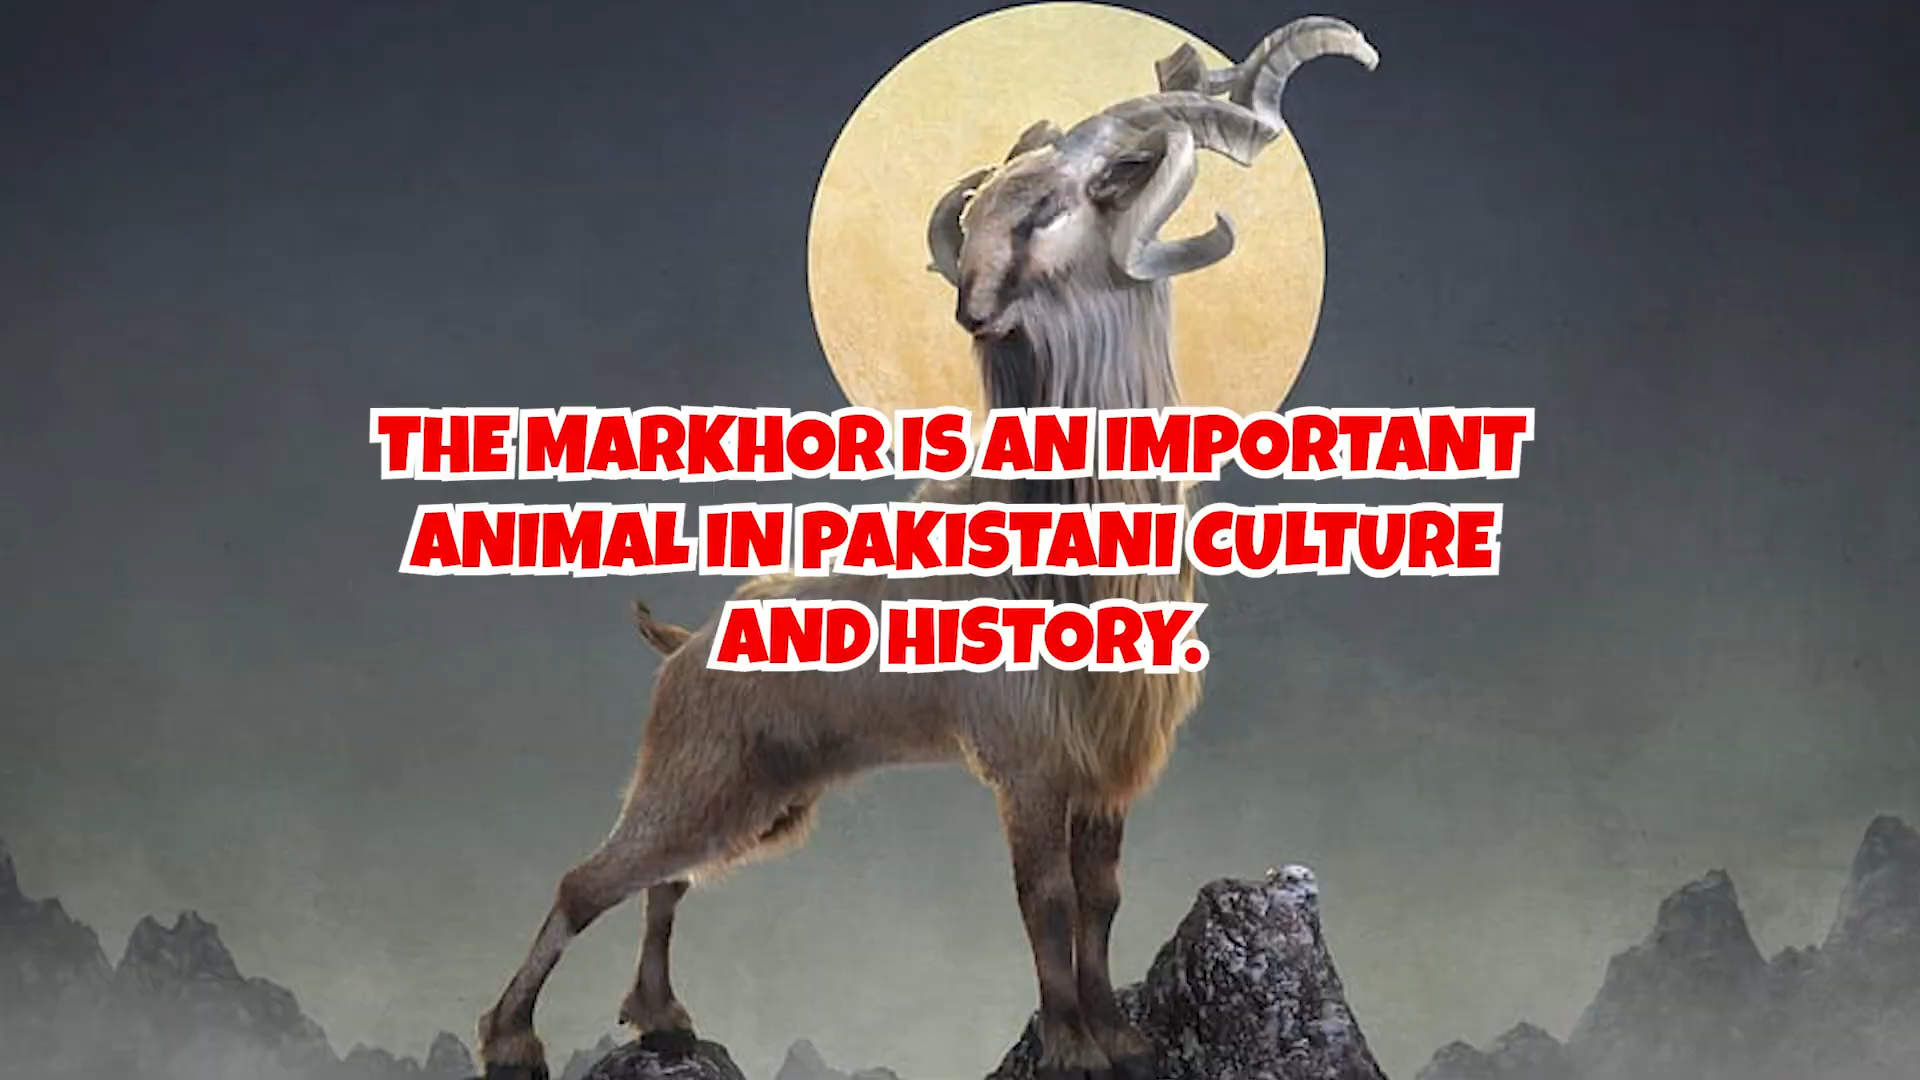 THE MARKHOR IS AN IMPORTANT
ANIMAL IN PAKISTANI CULTURE
AND HISTORY.